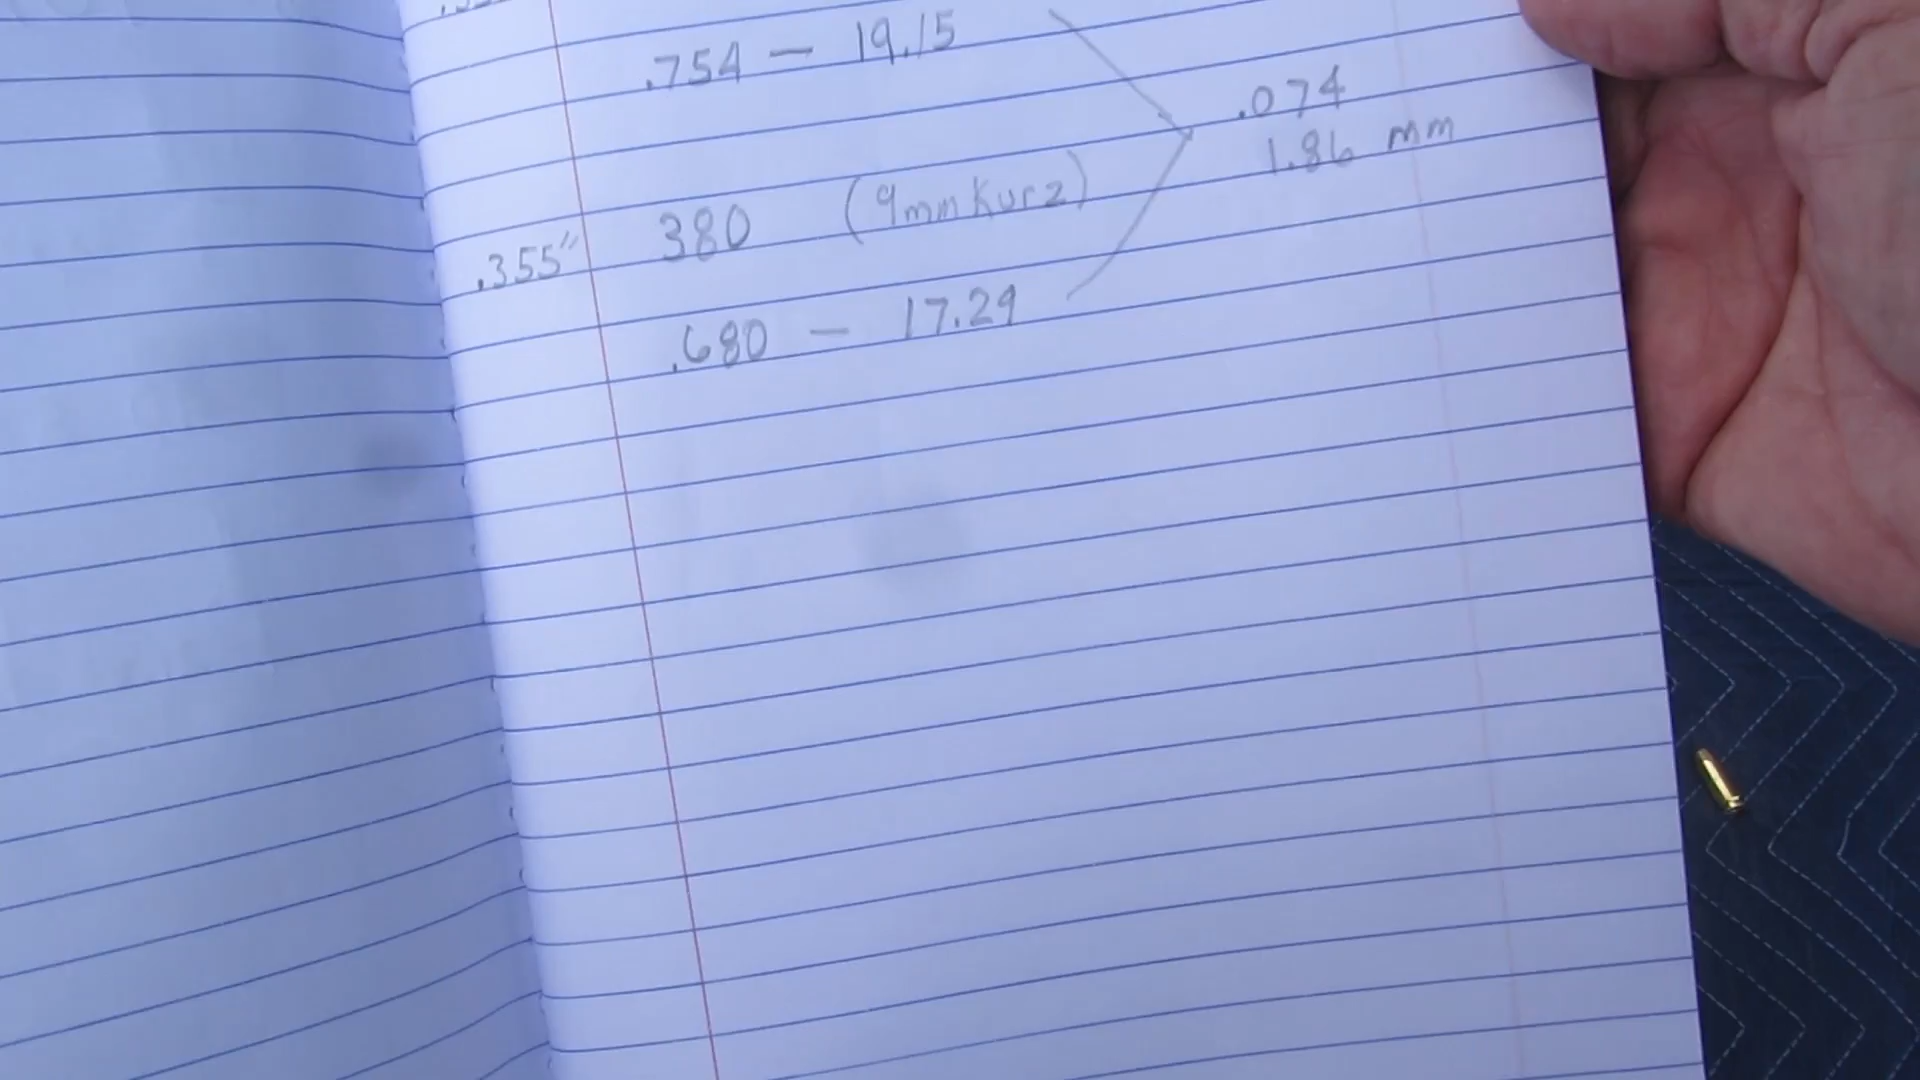 .754 — 19.15
.074
1.86 mm
380 (9mm Kurz)
.355"
.680 — 17.29